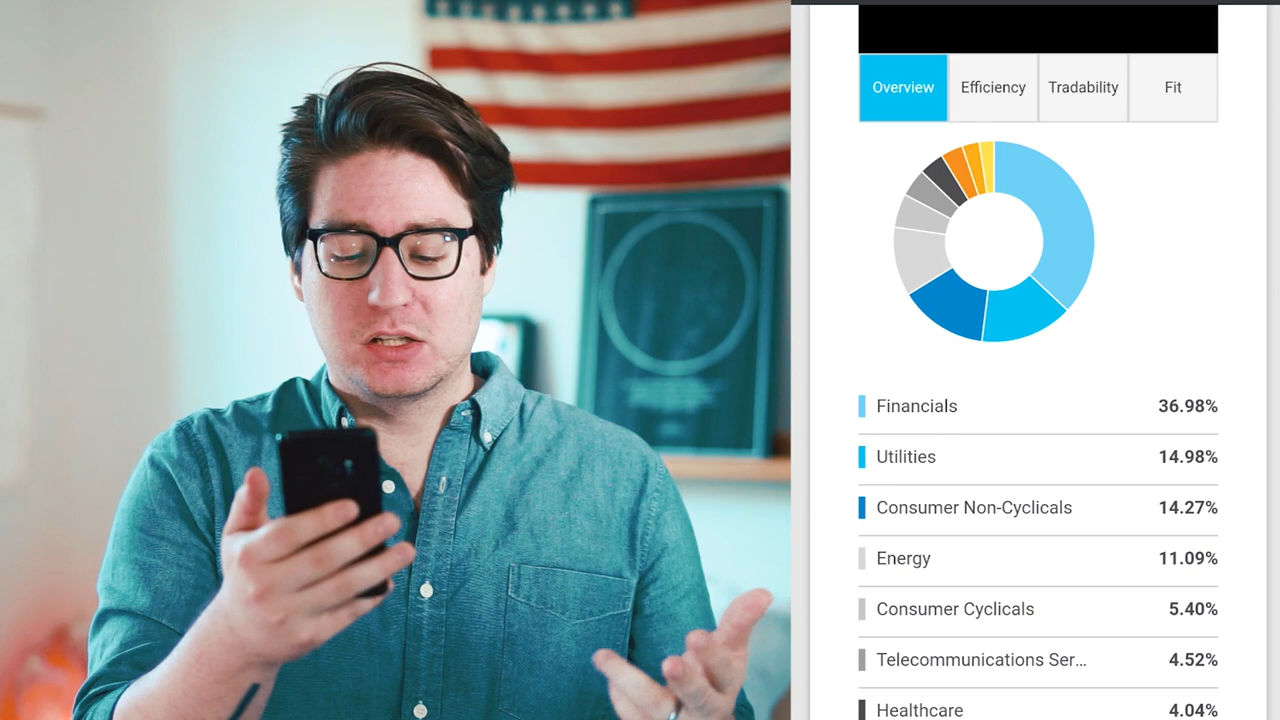 Overview Efficiency Tradability Fit
Financials 36.98%
Utilities 14.98%
Consumer Non-Cyclicals 14.27%
Energy 11.09%
Consumer Cyclicals 5.40%
Telecommunications Ser... 4.52%
Healthcare 4.04%